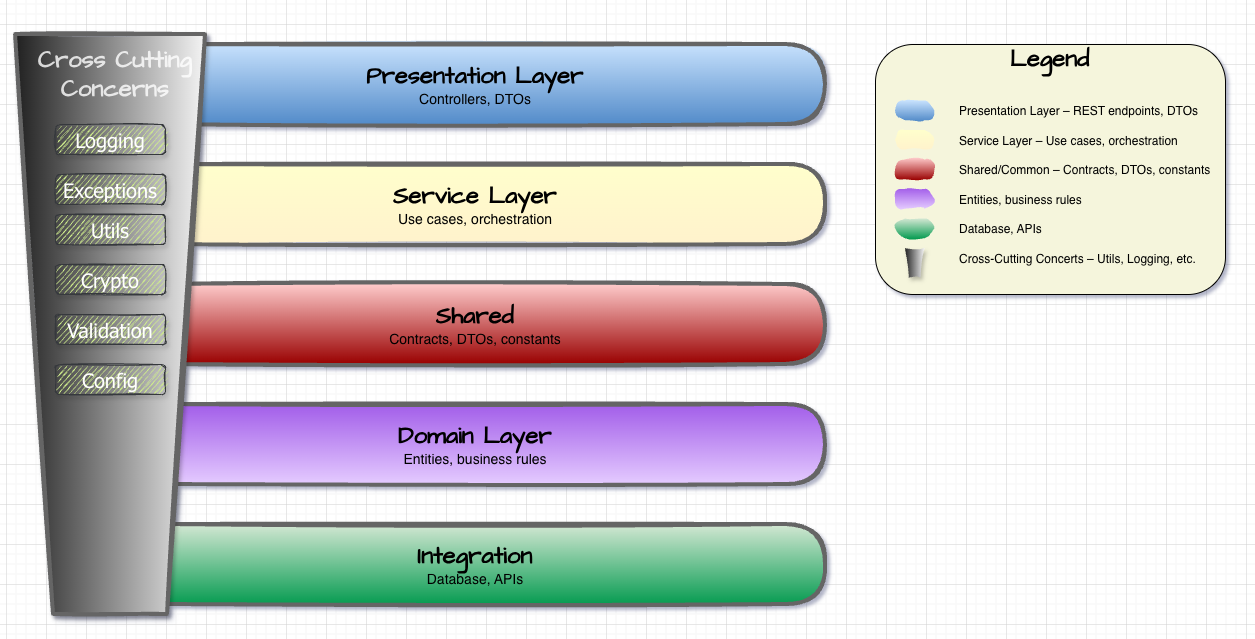 Cross Cutting
Concerns
Logging
Exceptions
Utils
Crypto
Validation
Config
Presentation Layer
Controllers, DTOs
Service Layer
Use cases, orchestration
Shared
Contracts, DTOs, constants
Domain Layer
Entities, business rules
Integration
Database, APIs
Legend
Presentation Layer – REST endpoints, DTOs
Service Layer – Use cases, orchestration
Shared/Common – Contracts, DTOs, constants
Entities, business rules
Database, APIs
Cross-Cutting Concerts – Utils, Logging, etc.